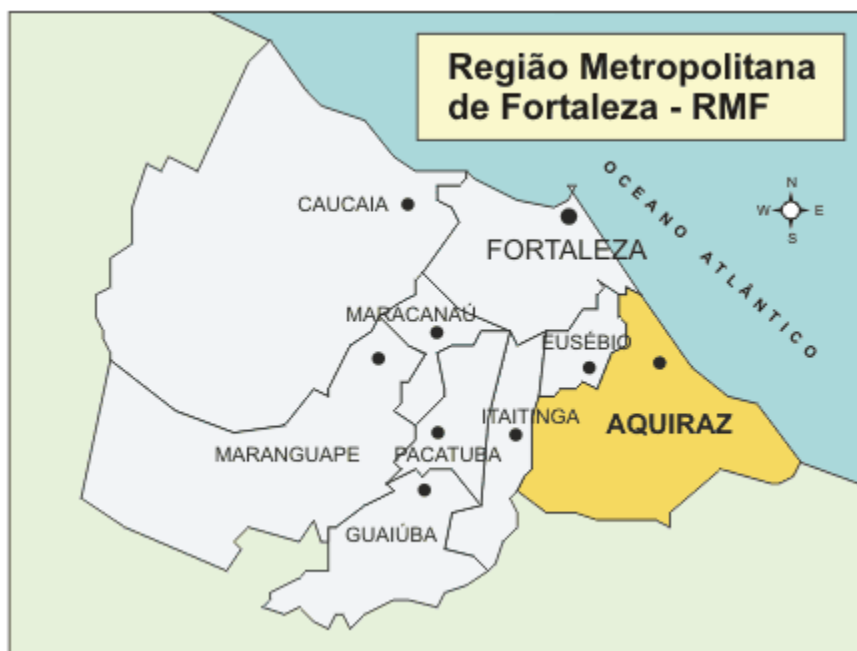 Região Metropolitana
de Fortaleza - RMF
OCEANO ATLÂNTICO
N
W
E
S
CAUCAIA
FORTALEZA
MARACANAÚ
EUSÉBIO
ITAITINGA
AQUIRAZ
MARANGUAPE
PACATUBA
GUAIÚBA